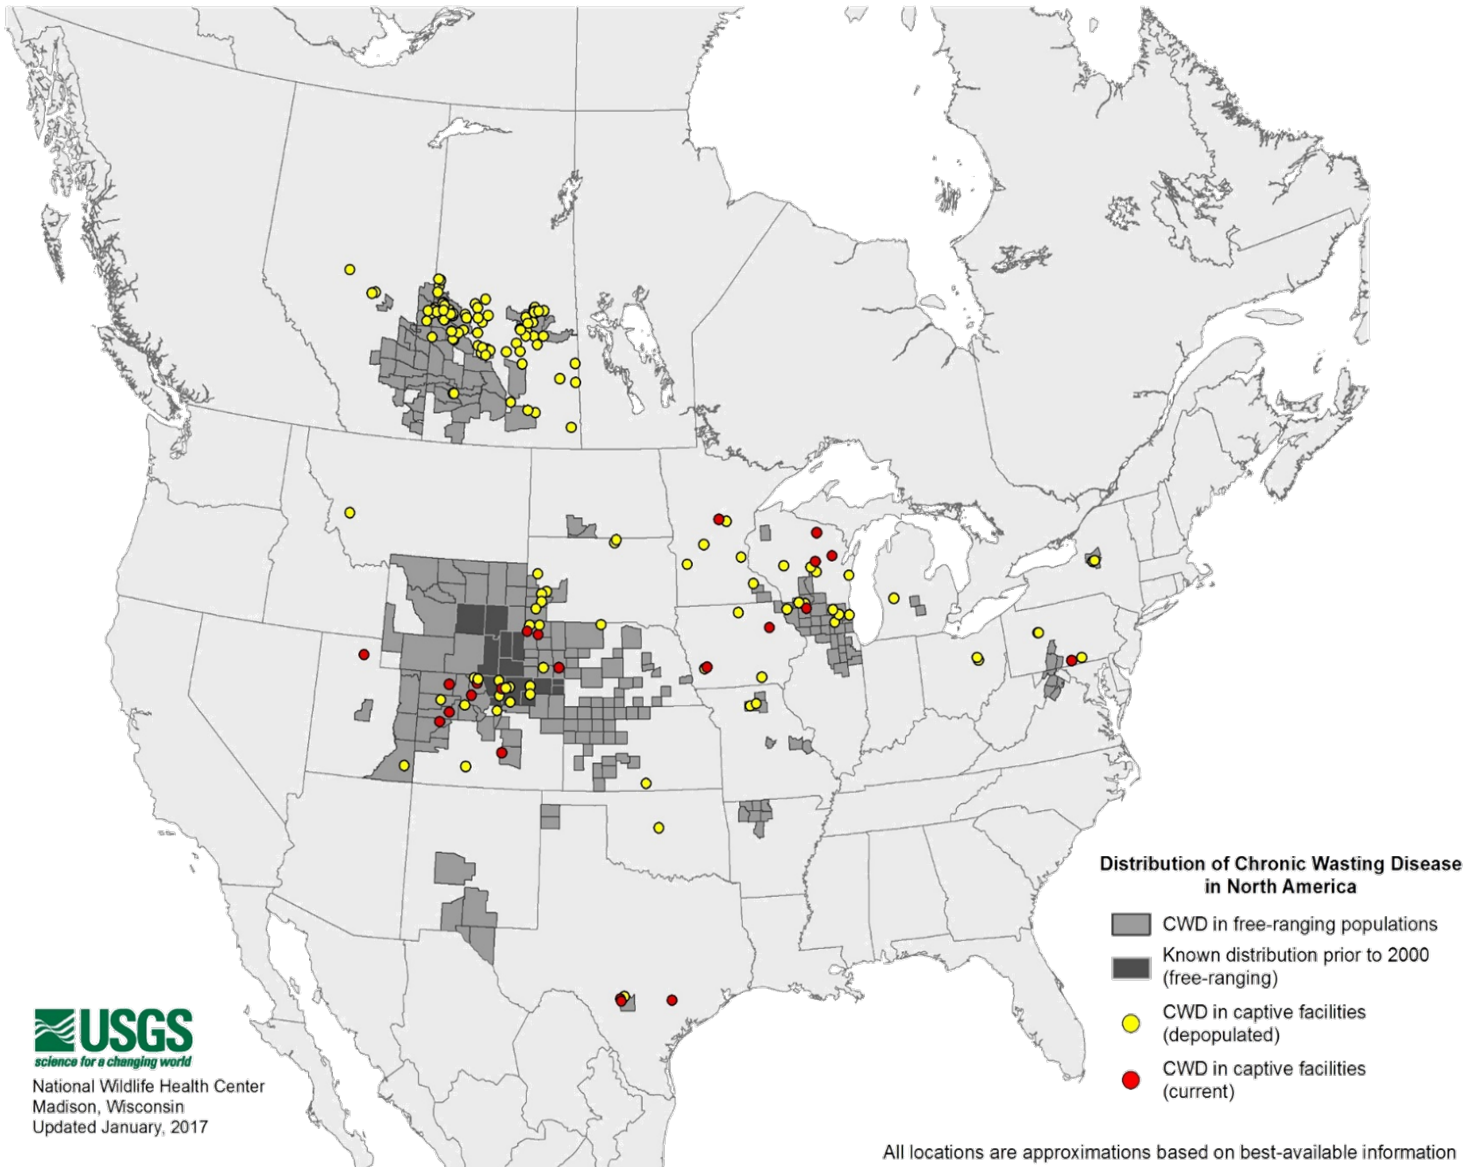 Distribution of Chronic Wasting Disease
in North America
CWD in free-ranging populations
Known distribution prior to 2000
(free-ranging)
CWD in captive facilities
(depopulated)
CWD in captive facilities
(current)
USGS
science for a changing world
National Wildlife Health Center
Madison, Wisconsin
Updated January, 2017
All locations are approximations based on best-available information